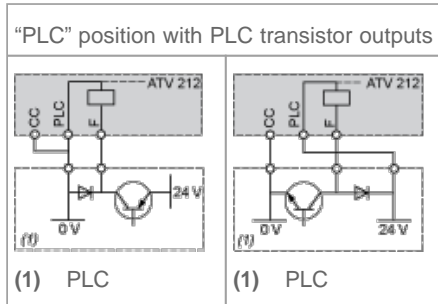 “PLC” position with PLC transistor outputs
ATV 212
CC
PLC
F
0 V
24 V
(1)
(1) PLC
ATV 212
CC
PLC
F
0 V
24 V
(1)
(1) PLC